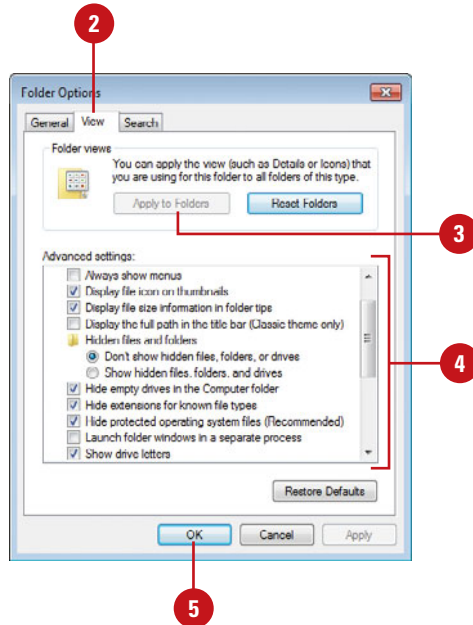 2
Folder Options
General View Search
Folder views
You can apply the view (such as Details or Icons) that
you are using for this folder to all folders of this type.
Apply to Folders Reset Folders
3
Advanced settings:
Always show menus
Display file icon on thumbnails
Display file size information in folder tips
Display the full path in the title bar (Classic theme only)
Hidden files and folders
Don't show hidden files, folders, or drives
Show hidden files, folders, and drives
4
Hide empty drives in the Computer folder
Hide extensions for known file types
Hide protected operating system files (Recommended)
Launch folder windows in a separate process
Show drive letters
Restore Defaults
OK Cancel Apply
5